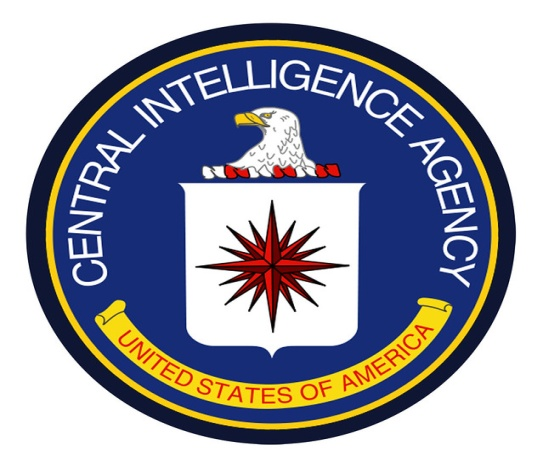 CENTRAL INTELLIGENCE AGENCY
UNITED STATES OF AMERICA